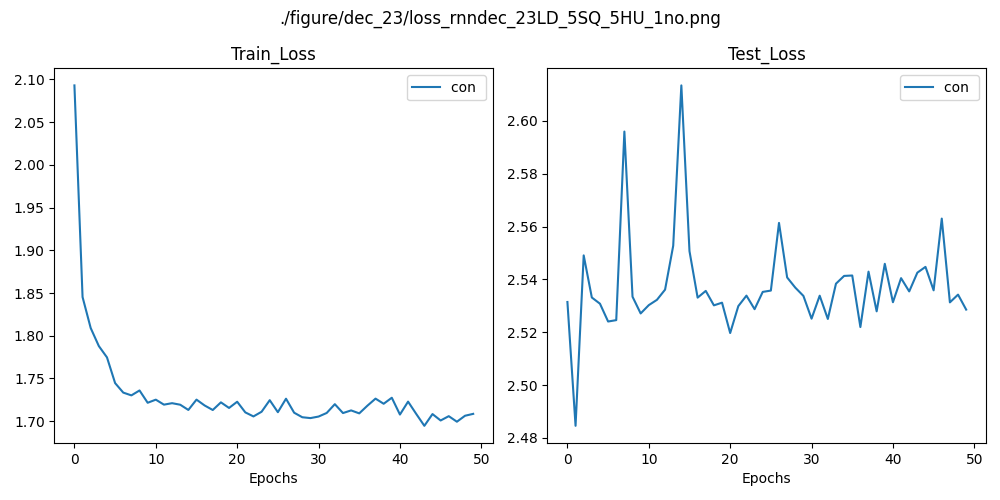 ./figure/dec_23/loss_rnndec_23LD_5SQ_5HU_1no.png
Train_Loss
con
2.10
2.05
2.00
1.95
1.90
1.85
1.80
1.75
1.70
0 10 20 30 40 50
Epochs
Test_Loss
con
2.60
2.58
2.56
2.54
2.52
2.50
2.48
0 10 20 30 40 50
Epochs